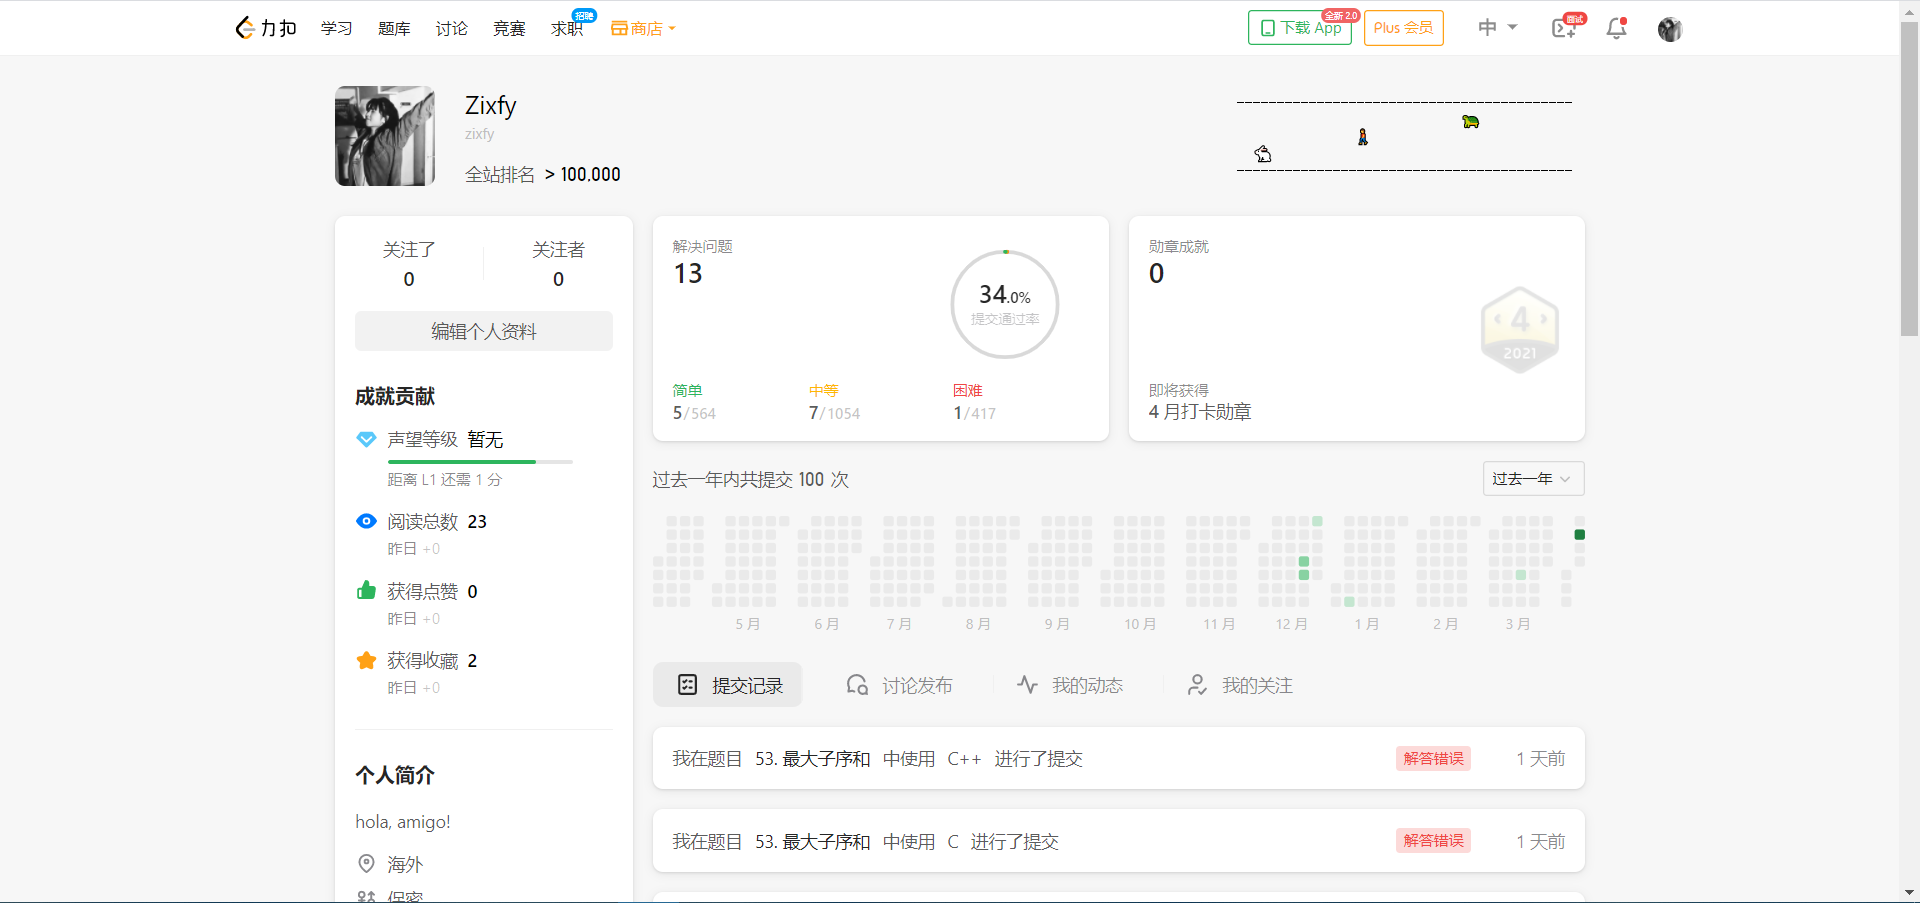 力扣 学习 题库 讨论 竞赛 求职 招聘 商店 下载 App 全新 2.0 Plus 会员 中 面试
Zixfy
zixfy
全站排名 > 100,000
关注了 关注者
0 0
编辑个人资料
成就贡献
声望等级 暂无
距离 L1 还需 1 分
阅读总数 23
昨日 +0
获得点赞 0
昨日 +0
获得收藏 2
昨日 +0
个人简介
hola, amigo!
海外
保密
解决问题
13
34.0%
提交通过率
简单 中等 困难
5/564 7/1054 1/417
勋章成就
0
4
2021
即将获得
4 月打卡勋章
过去一年内共提交 100 次 过去一年
5 月 6 月 7 月 8 月 9 月 10 月 11 月 12 月 1 月 2 月 3 月
提交记录 讨论发布 我的动态 我的关注
我在题目 53. 最大子序和 中使用 C++ 进行了提交 解答错误 1 天前
我在题目 53. 最大子序和 中使用 C 进行了提交 解答错误 1 天前